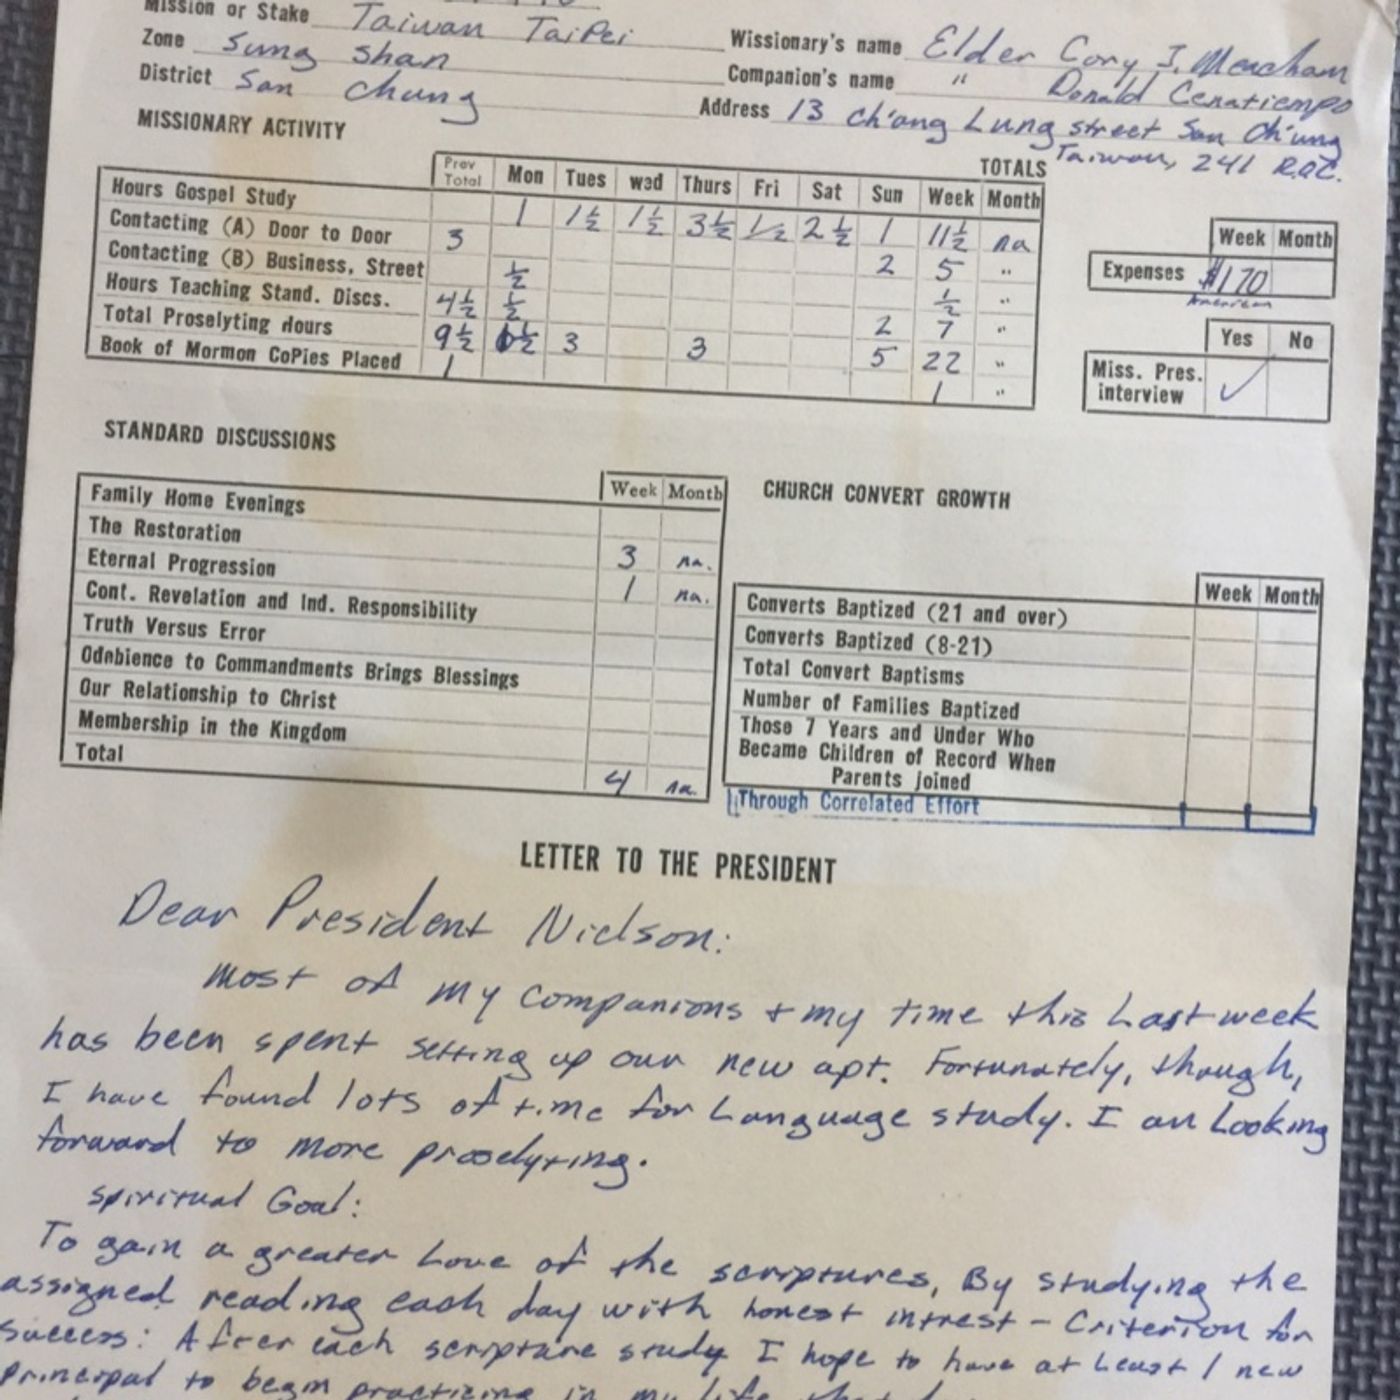 Mission or Stake Taiwan Taipei
Wissionary's name Elder Cory J. Meacham
Zone Sung Shan
Companion's name " Donald Cenatiempo
District San Chung
Address 13 Ch'ang Lung street San Ch'ung
Taiwan, 241 R.O.C.
MISSIONARY ACTIVITY
TOTALS
Prev Total Mon Tues wed Thurs Fri Sat Sun Week Month
Hours Gospel Study 1 1½ 1½ 3½ ½ 2½ 1 11½ na
Contacting (A) Door to Door 3 2 5 "
Contacting (B) Business, Street ½ ½ "
Hours Teaching Stand. Discs. 4½ ½ 2 7 "
Total Proselyting Hours 9½ 6½ 3 3 5 22 "
Book of Mormon CoPies Placed 1 1 "
Week Month
Expenses $170
American
Yes No
Miss. Pres. interview ✓
STANDARD DISCUSSIONS
Week Month
Family Home Evenings
The Restoration 3 na.
Eternal Progression 1 na.
Cont. Revelation and Ind. Responsibility
Truth Versus Error
Odebience to Commandments Brings Blessings
Our Relationship to Christ
Membership in the Kingdom
Total 4 na.
CHURCH CONVERT GROWTH
Week Month
Converts Baptized (21 and over)
Converts Baptized (8-21)
Total Convert Baptisms
Number of Families Baptized
Those 7 Years and Under Who
Became Children of Record When
Parents joined
Through Correlated Effort
LETTER TO THE PRESIDENT
Dear President Nielson:
most of my companions + my time this Last week
has been spent setting up our new apt. Fortunately, though,
I have found lots of time for Language study. I am Looking
forward to more proselyting.
spiritual Goal:
To gain a greater Love of the scriptures, By studying the
assigned reading each day with honest intrest - Criterion for
success: After each scripture study I hope to have at Least 1 new
principal to begin practicing in my life